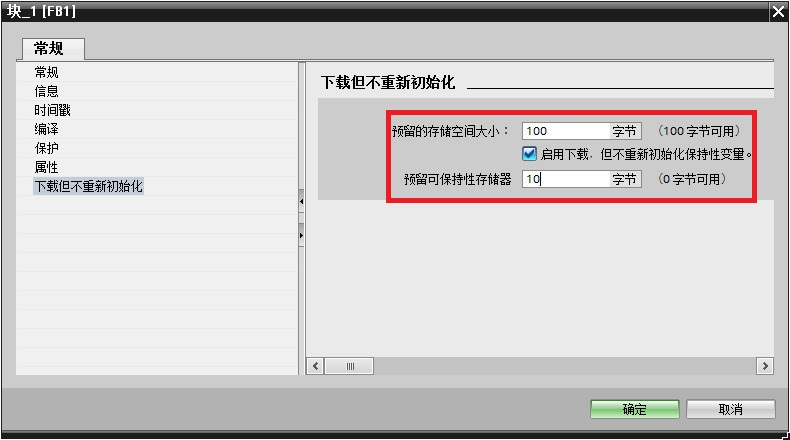 块_1 [FB1]
常规
常规
信息
时间戳
编译
保护
属性
下载但不重新初始化
下载但不重新初始化
预留的存储空间大小： 100 字节 （100 字节可用）
启用下载，但不重新初始化保持性变量。
预留可保持性存储器 10 字节 （0 字节可用）
确定 取消